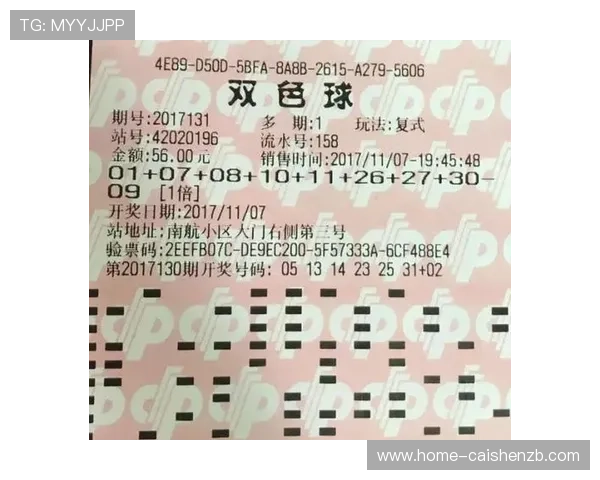 TG: MYYJJPP
4E89-D50D-5BFA-8A8B-2615-A279-5606
双色球
期号:2017131 多 期:1 玩法:复式
站号:42020196 流水号:158
金额:56.00元 销售时间:2017/11/07-19:45:48
01+07+08+10+11+26+27+30-
09 [1倍]
开奖日期:2017/11/07
站地址:南航小区大门右侧第三号
验票码:2EEFB07C-DE9EC200-5F57333A-6CF488E4
第2017130期开奖号码: 05 13 14 23 25 31+02
https://www.home-caishenzb.com